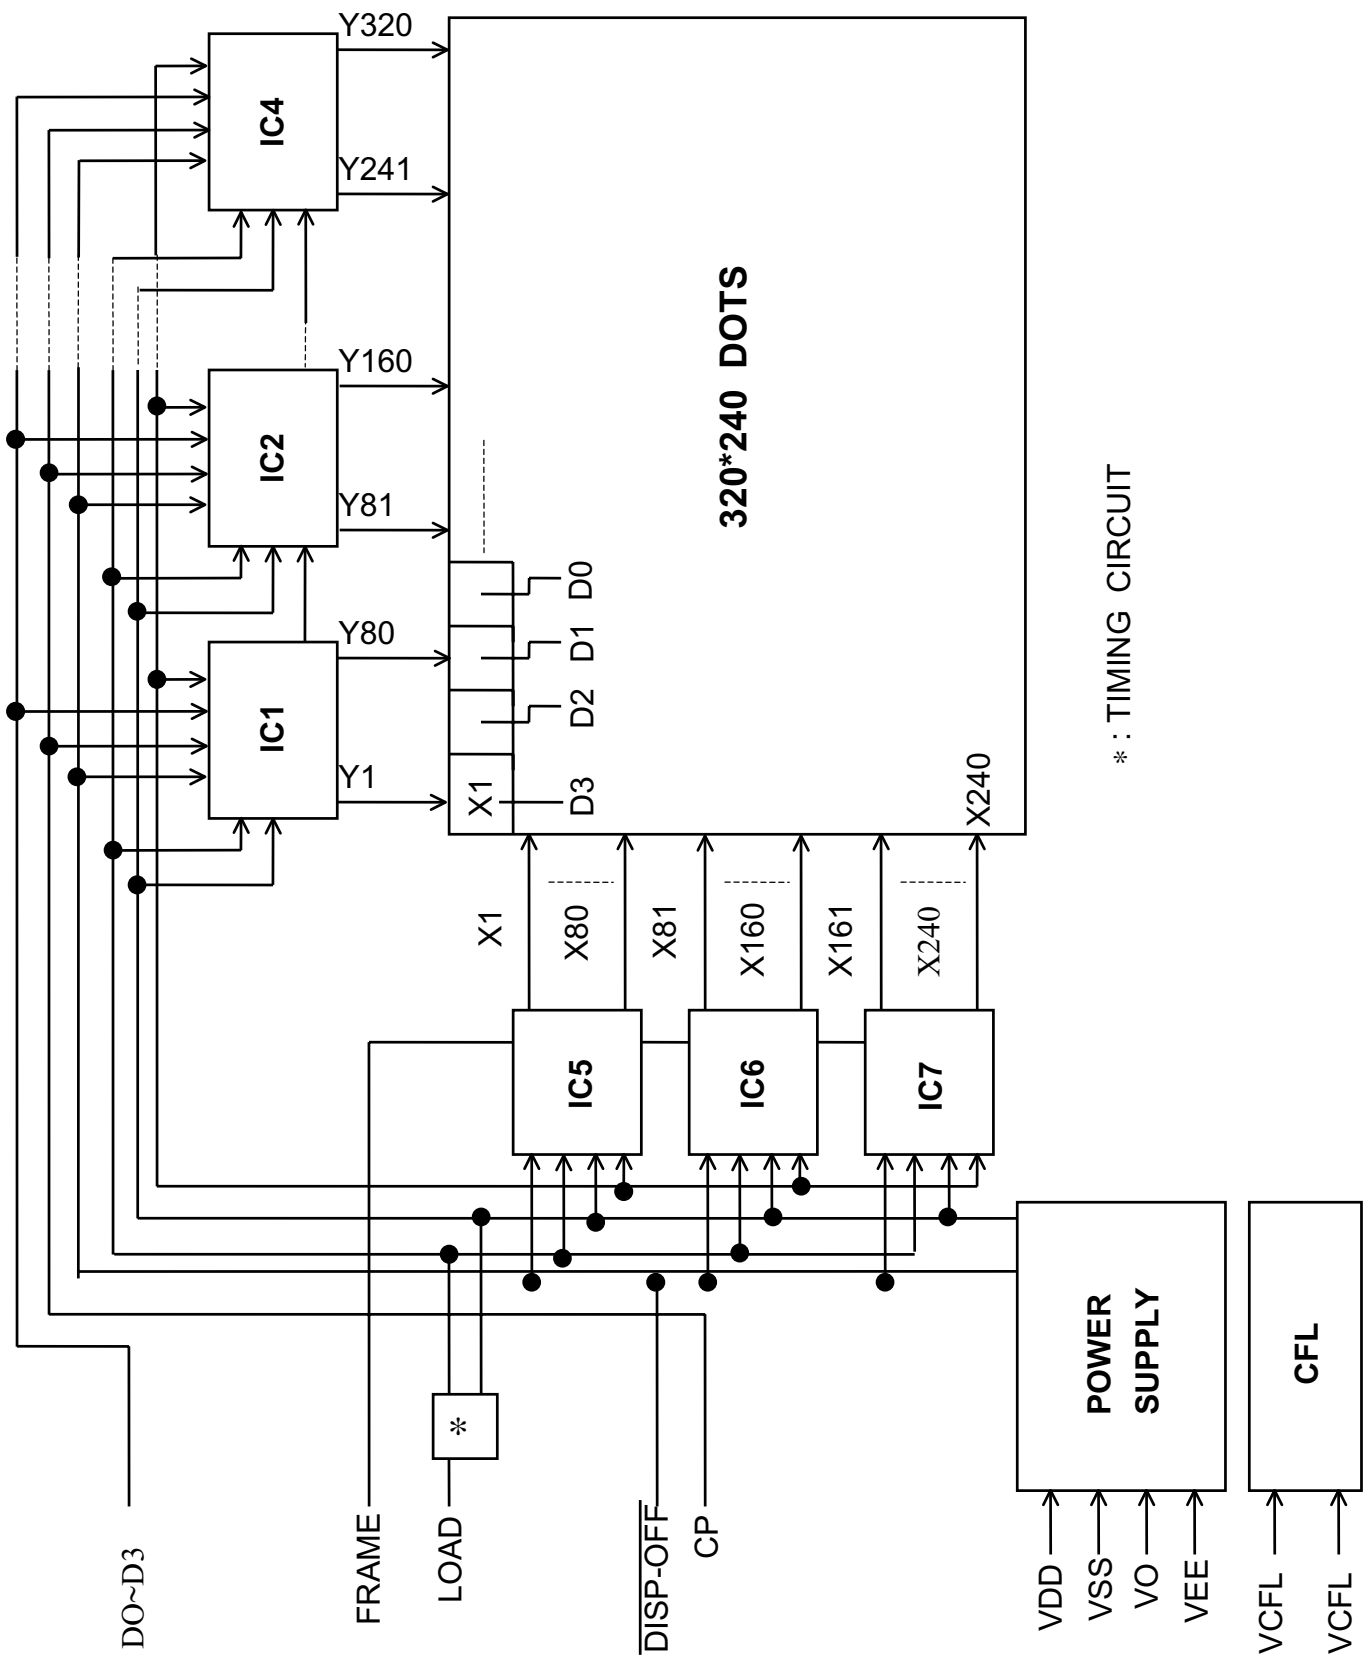 Y320
IC4
Y241
Y160
IC2
Y81
Y80
IC1
Y1
320*240 DOTS
D0
D1
D2
D3
X1
X240
* : TIMING CIRCUIT
X1
X80
X81
X160
X161
X240
IC5
IC6
IC7
*
POWER
SUPPLY
CFL
DO~D3
FRAME
LOAD
DISP-OFF
CP
VDD
VSS
VO
VEE
VCFL
VCFL